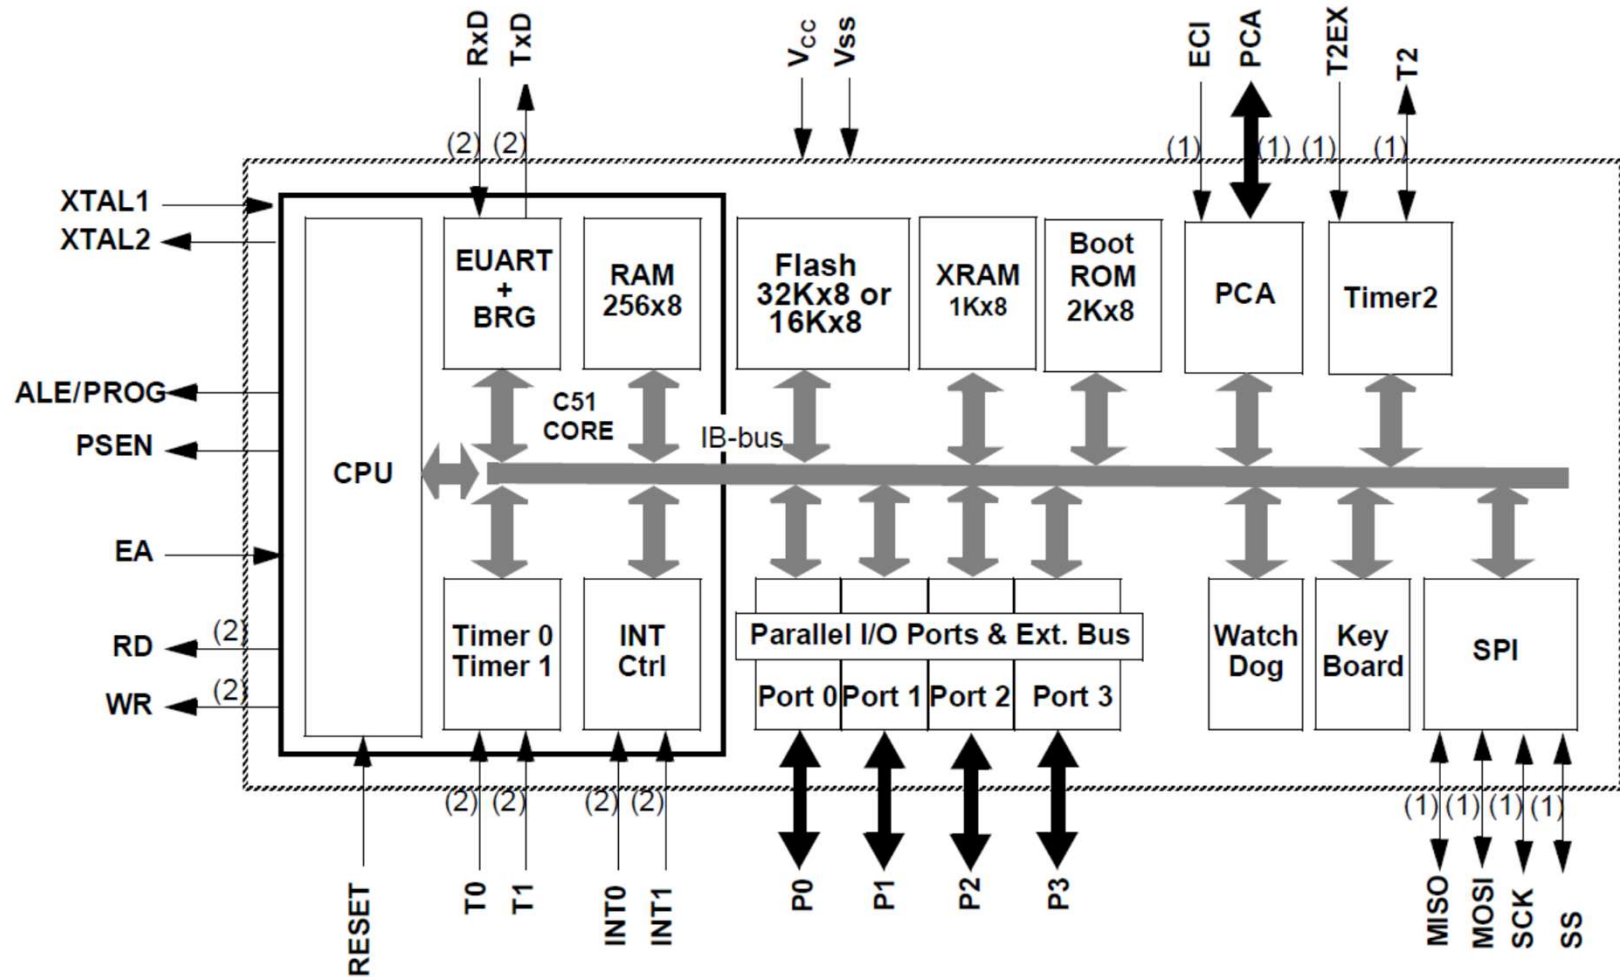 RxD
TxD
VCC
Vss
ECI
PCA
T2EX
T2
(2)
(2)
(1)
(1)
(1)
(1)
XTAL1
XTAL2
ALE/PROG
PSEN
EA
RD
(2)
WR
(2)
CPU
EUART
+
BRG
RAM
256x8
C51
CORE
IB-bus
Flash
32Kx8 or
16Kx8
XRAM
1Kx8
Boot
ROM
2Kx8
PCA
Timer2
Timer 0
Timer 1
INT
Ctrl
Parallel I/O Ports & Ext. Bus
Port 0
Port 1
Port 2
Port 3
Watch
Dog
Key
Board
SPI
(2)
(2)
(2)
(2)
(1)
(1)
(1)
(1)
RESET
T0
T1
INT0
INT1
P0
P1
P2
P3
MISO
MOSI
SCK
SS